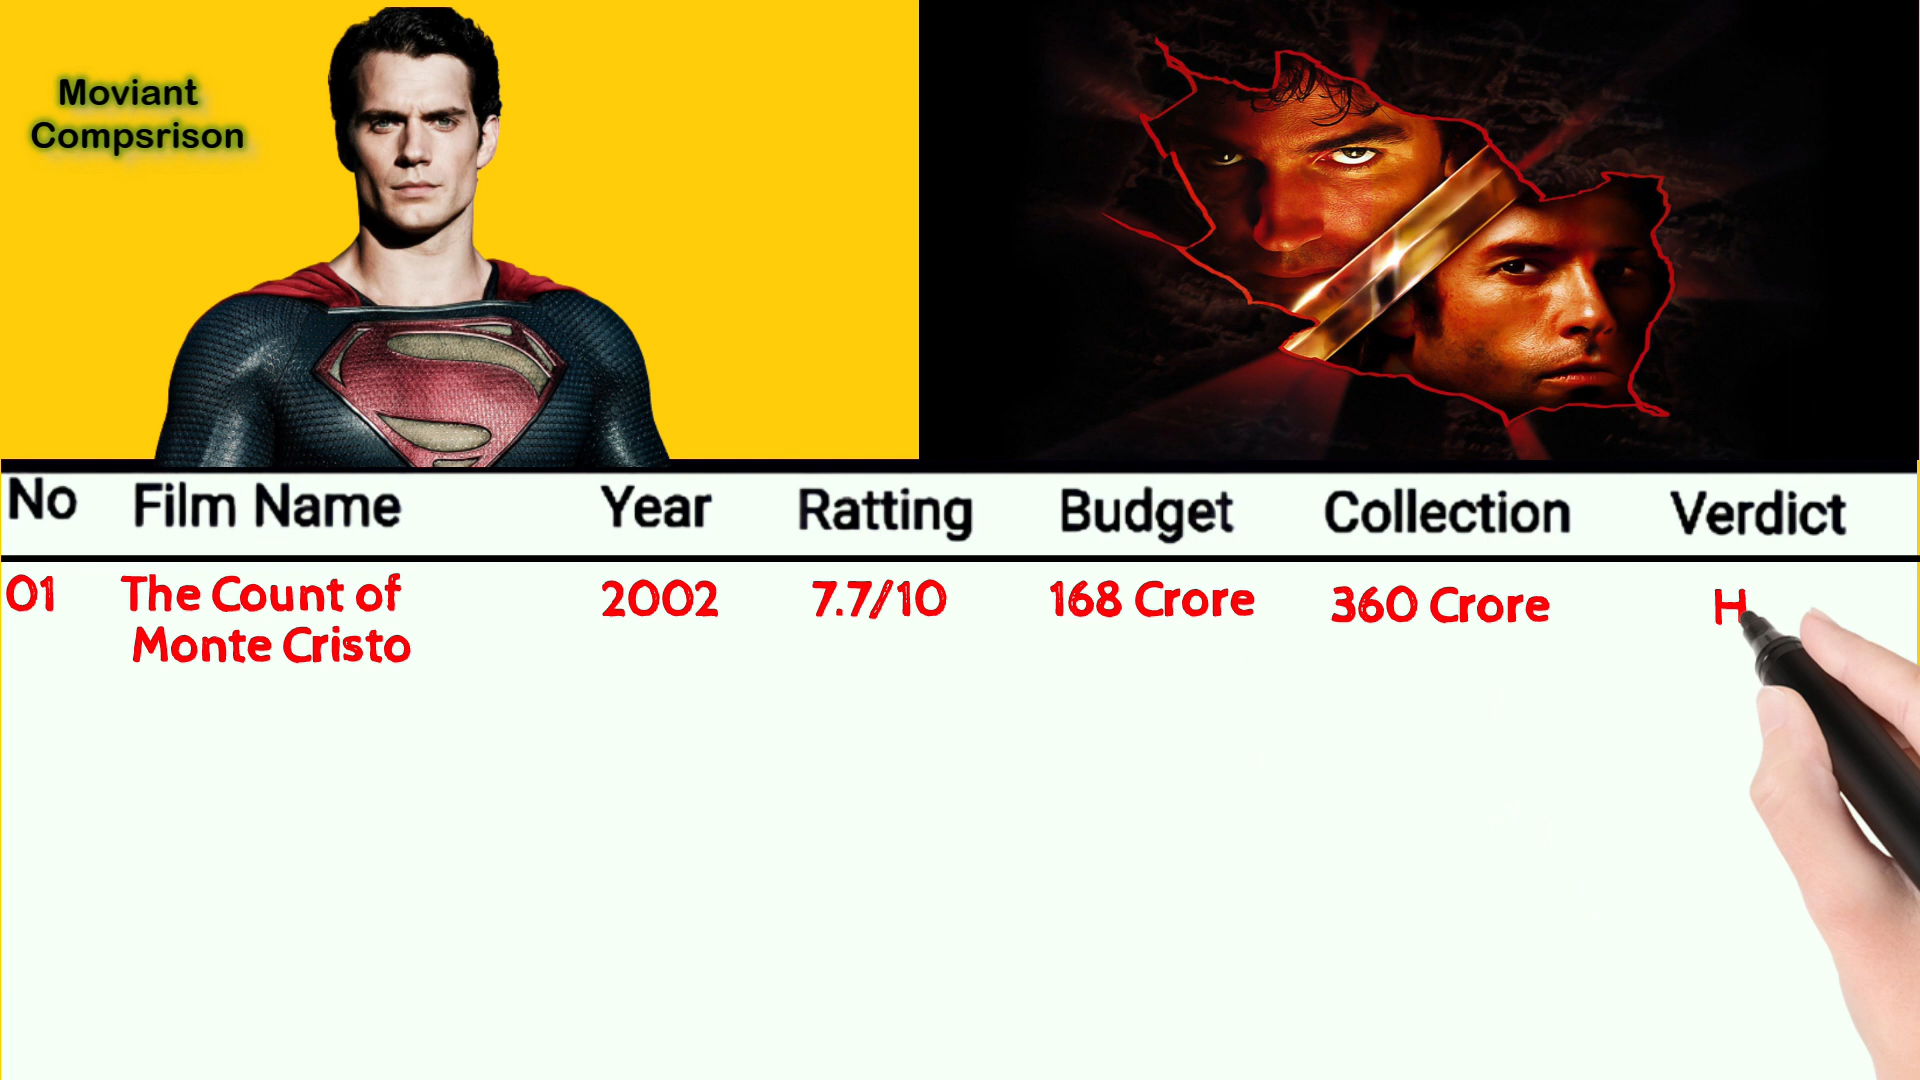 Moviant
Compsrison
No Film Name Year Ratting Budget Collection Verdict
01 The Count of 2002 7.7/10 168 Crore 360 Crore H
Monte Cristo